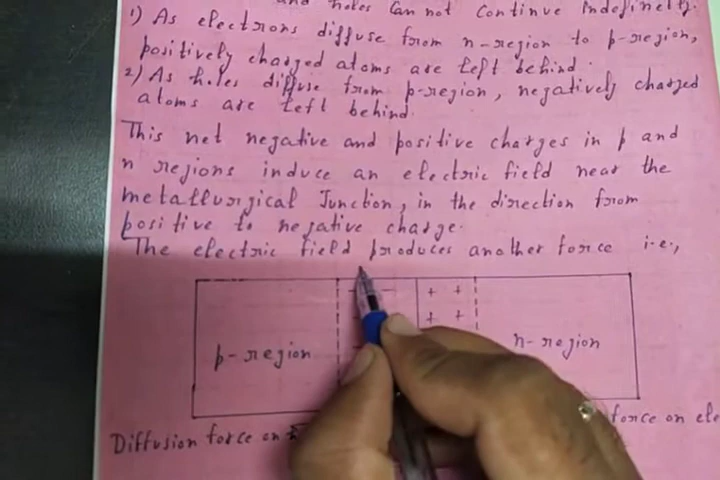 and holes can not continue indefinetly.
1) As electrons diffuse from n-region to p-region,
positively charged atoms are left behind.
2) As holes diffuse from p-region, negatively charged
atoms are left behind.
This net negative and positive charges in p and
n regions induce an electric field near the
metallurgical Junction, in the direction from
positive to negative charge.
The electric field produces another force i.e.,
+ +
+ +
p-region
n-region
Diffusion force on
force on ele